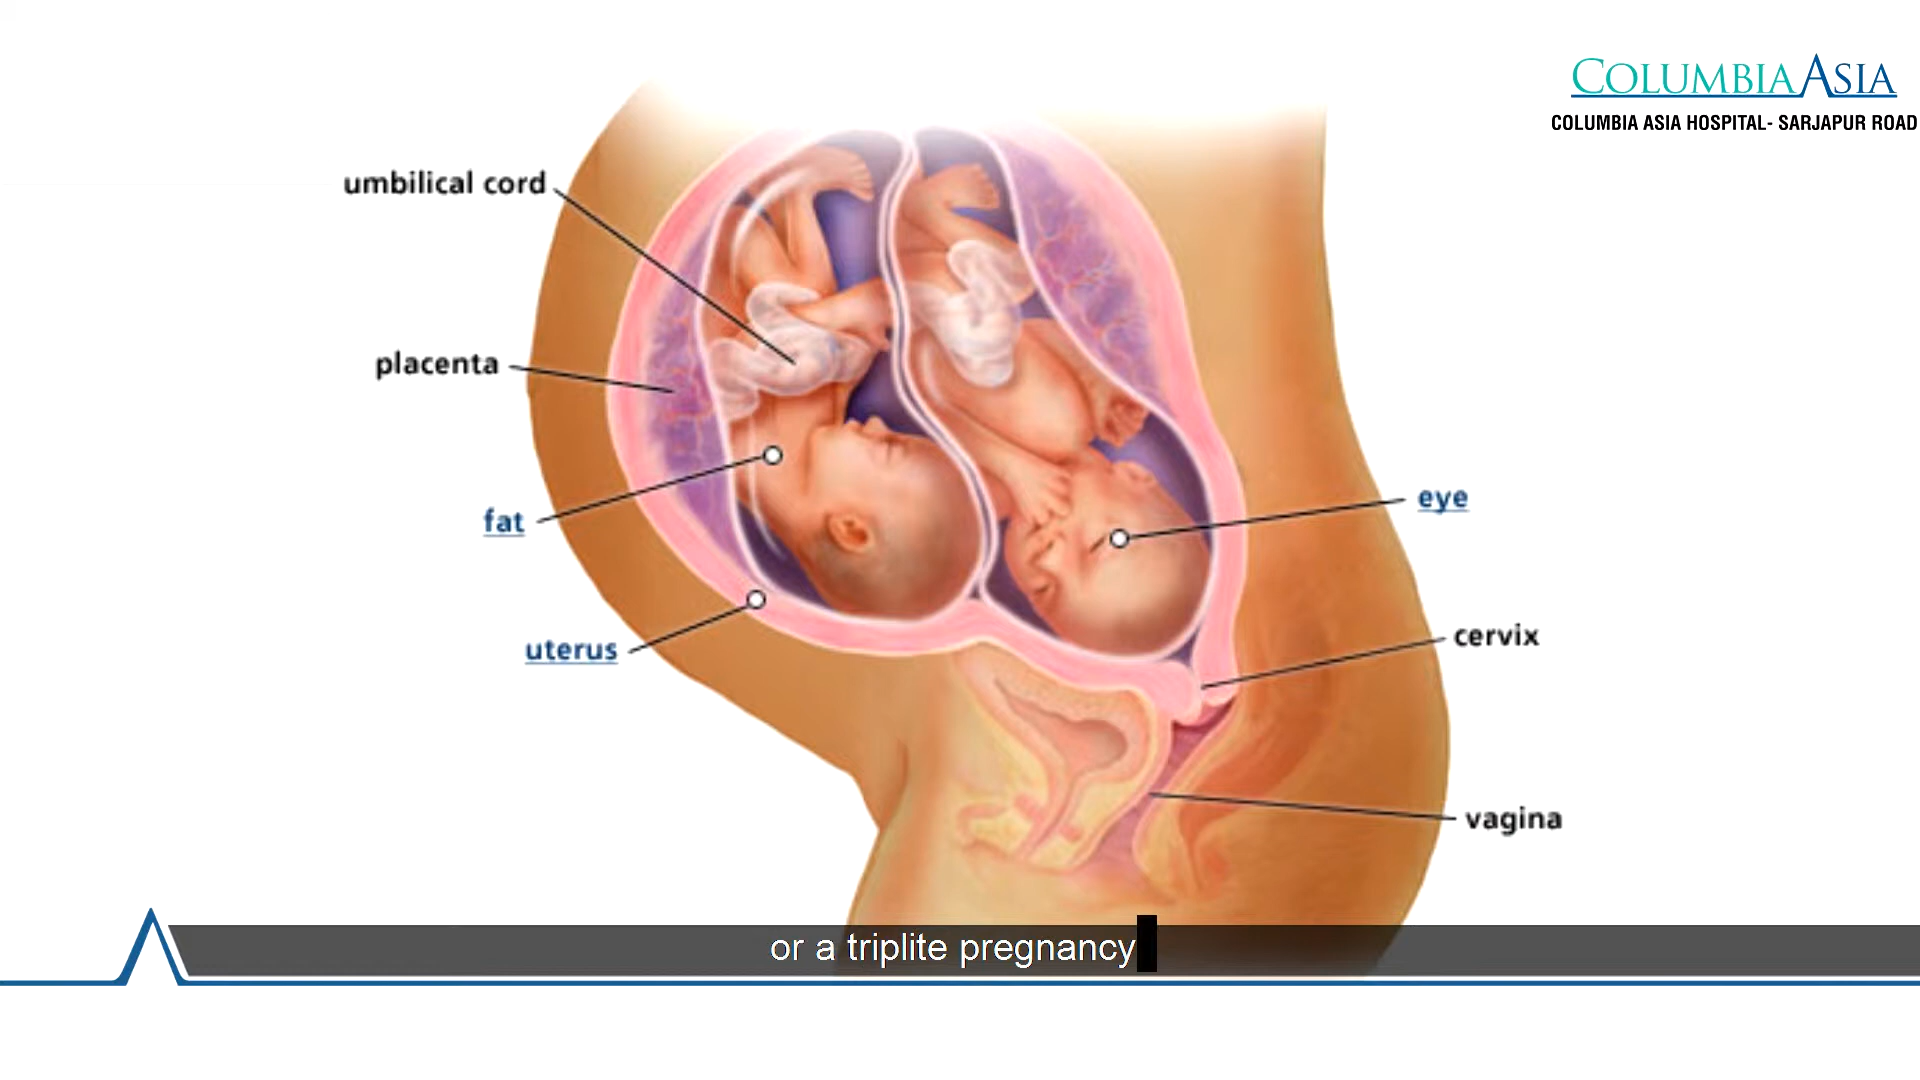 COLUMBIA ASIA
COLUMBIA ASIA HOSPITAL- SARJAPUR ROAD
umbilical cord
placenta
fat
eye
cervix
uterus
vagina
or a triplite pregnancy